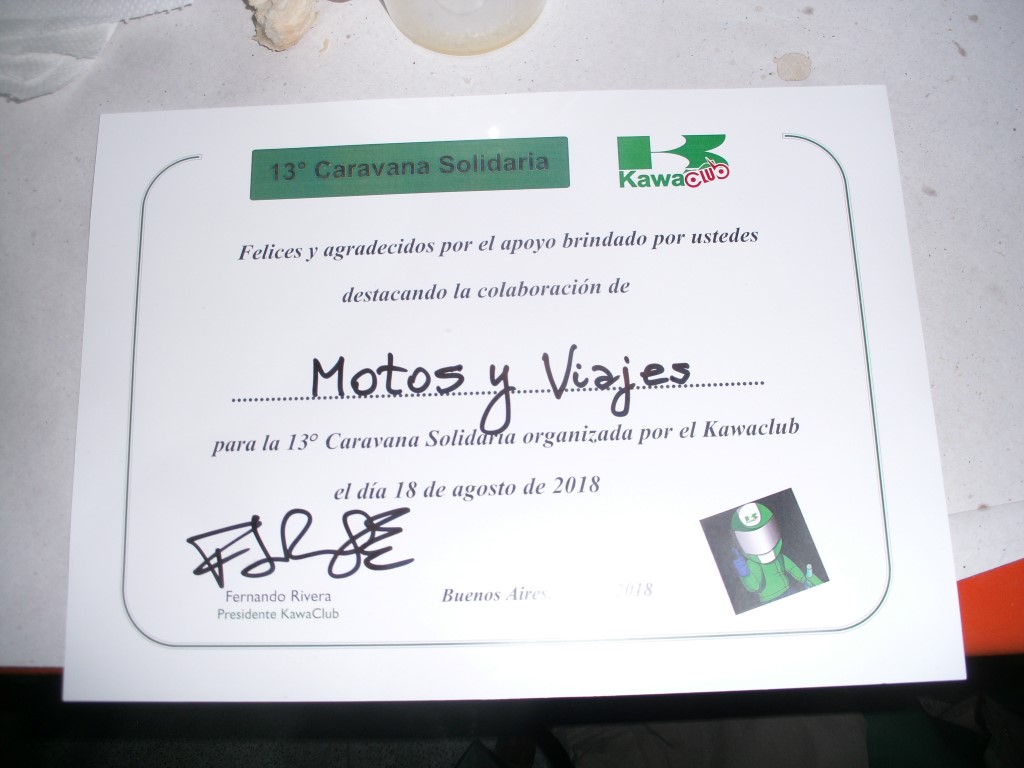 13° Caravana Solidaria
KawaCLUB
Felices y agradecidos por el apoyo brindado por ustedes
destacando la colaboración de
Motos y Viajes
para la 13° Caravana Solidaria organizada por el Kawaclub
el día 18 de agosto de 2018
Fernando Rivera
Presidente KawaClub
Buenos Aires, 2018